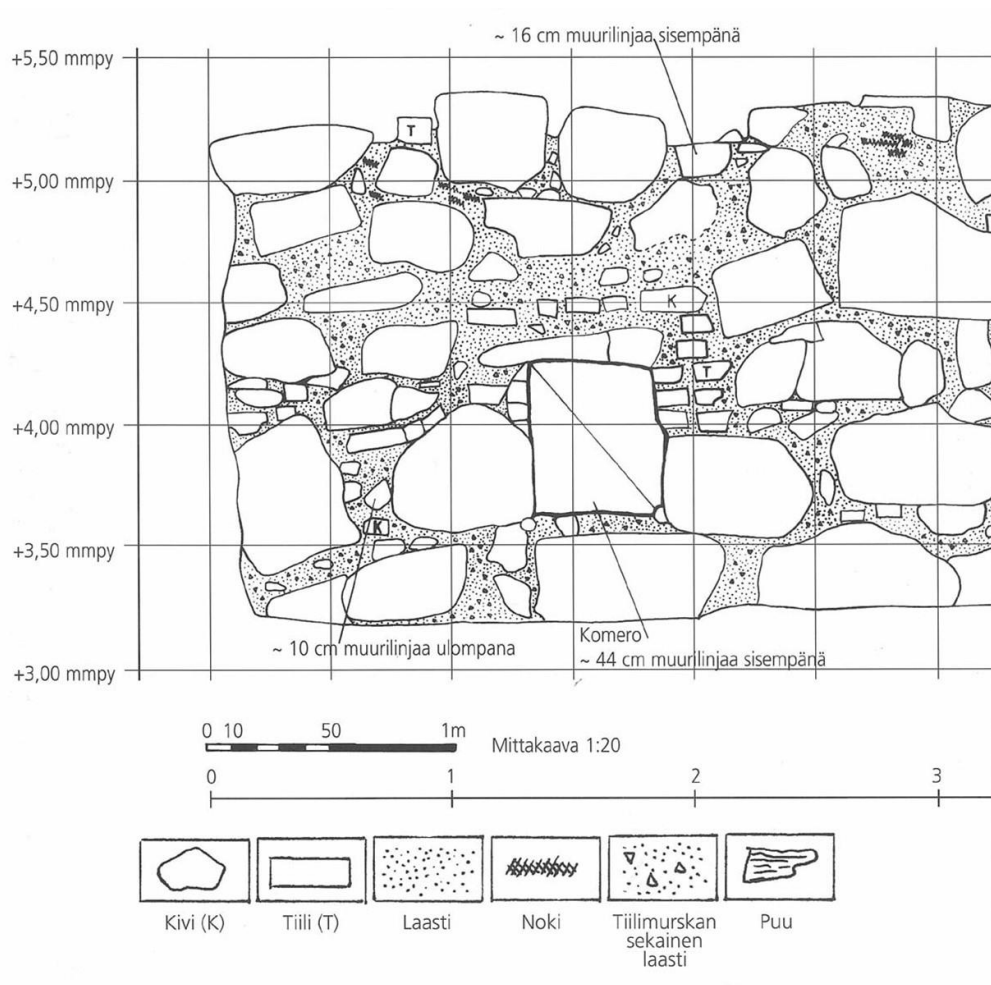 ~ 16 cm muurilinjaa sisempänä
+5,50 mmpy
T
+5,00 mmpy
+4,50 mmpy
K
T
+4,00 mmpy
K
+3,50 mmpy
Komero
~ 10 cm muurilinjaa ulompana
~ 44 cm muurilinjaa sisempänä
+3,00 mmpy
0 10 50 1m
Mittakaava 1:20
0 1 2 3
Kivi (K)
Tiili (T)
Laasti
Noki
Tiilimurskan
sekainen
laasti
Puu